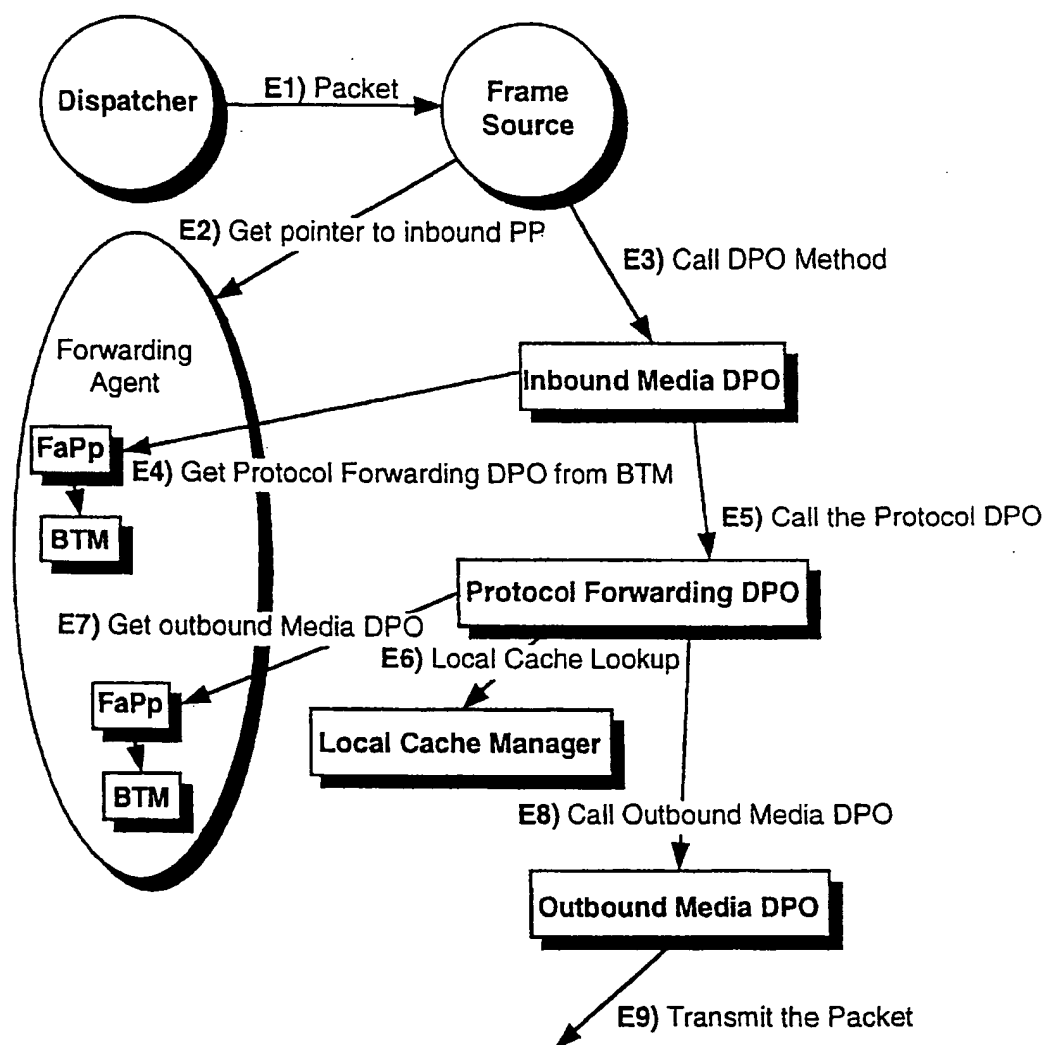 Dispatcher
E1) Packet
Frame
Source
E2) Get pointer to inbound PP
E3) Call DPO Method
Forwarding
Agent
Inbound Media DPO
FaPp
E4) Get Protocol Forwarding DPO from BTM
BTM
E5) Call the Protocol DPO
Protocol Forwarding DPO
E7) Get outbound Media DPO
E6) Local Cache Lookup
FaPp
Local Cache Manager
BTM
E8) Call Outbound Media DPO
Outbound Media DPO
E9) Transmit the Packet